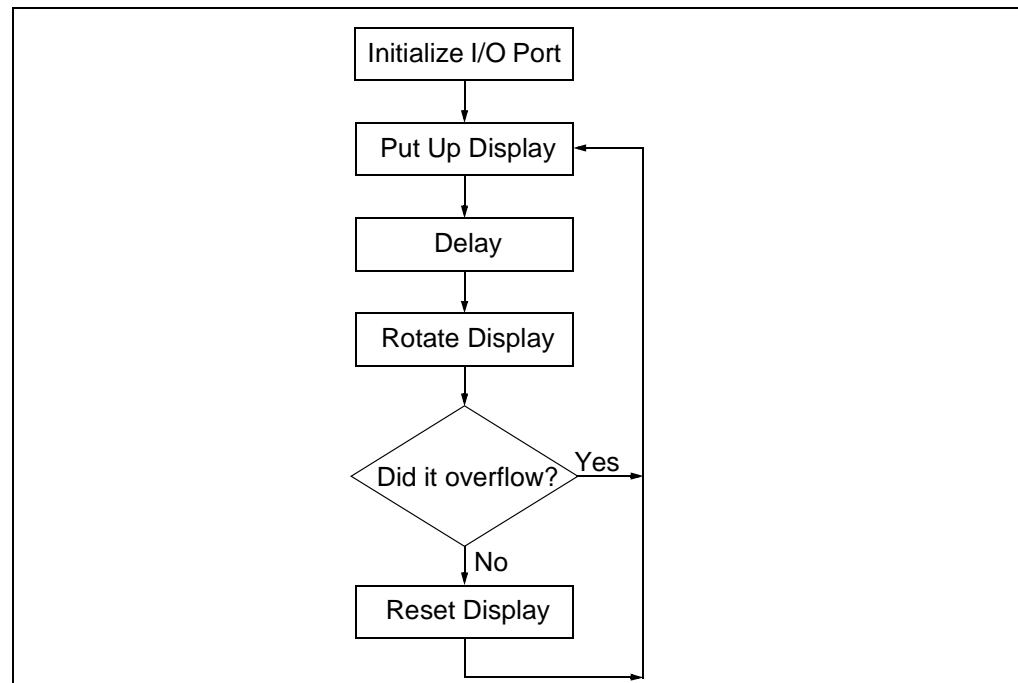 Initialize I/O Port
Put Up Display
Delay
Rotate Display
Did it overflow?
Yes
No
Reset Display